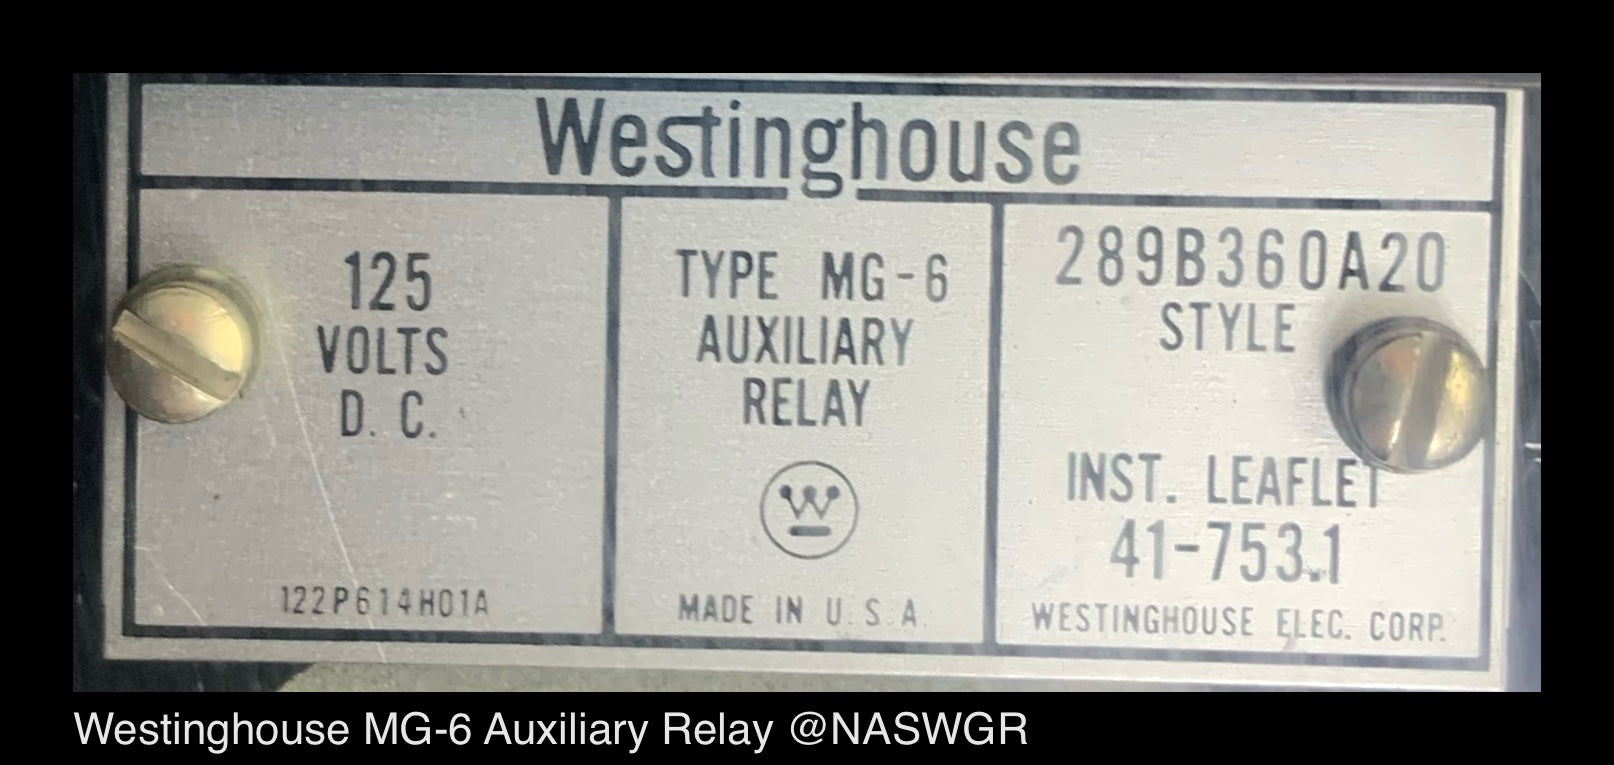 Westinghouse
125
VOLTS
D. C.
122P614H01A
TYPE MG-6
AUXILIARY
RELAY
W
MADE IN U.S.A.
289B360A20
STYLE
INST. LEAFLET
41-753.1
WESTINGHOUSE ELEC. CORP.
Westinghouse MG-6 Auxiliary Relay @NASWGR